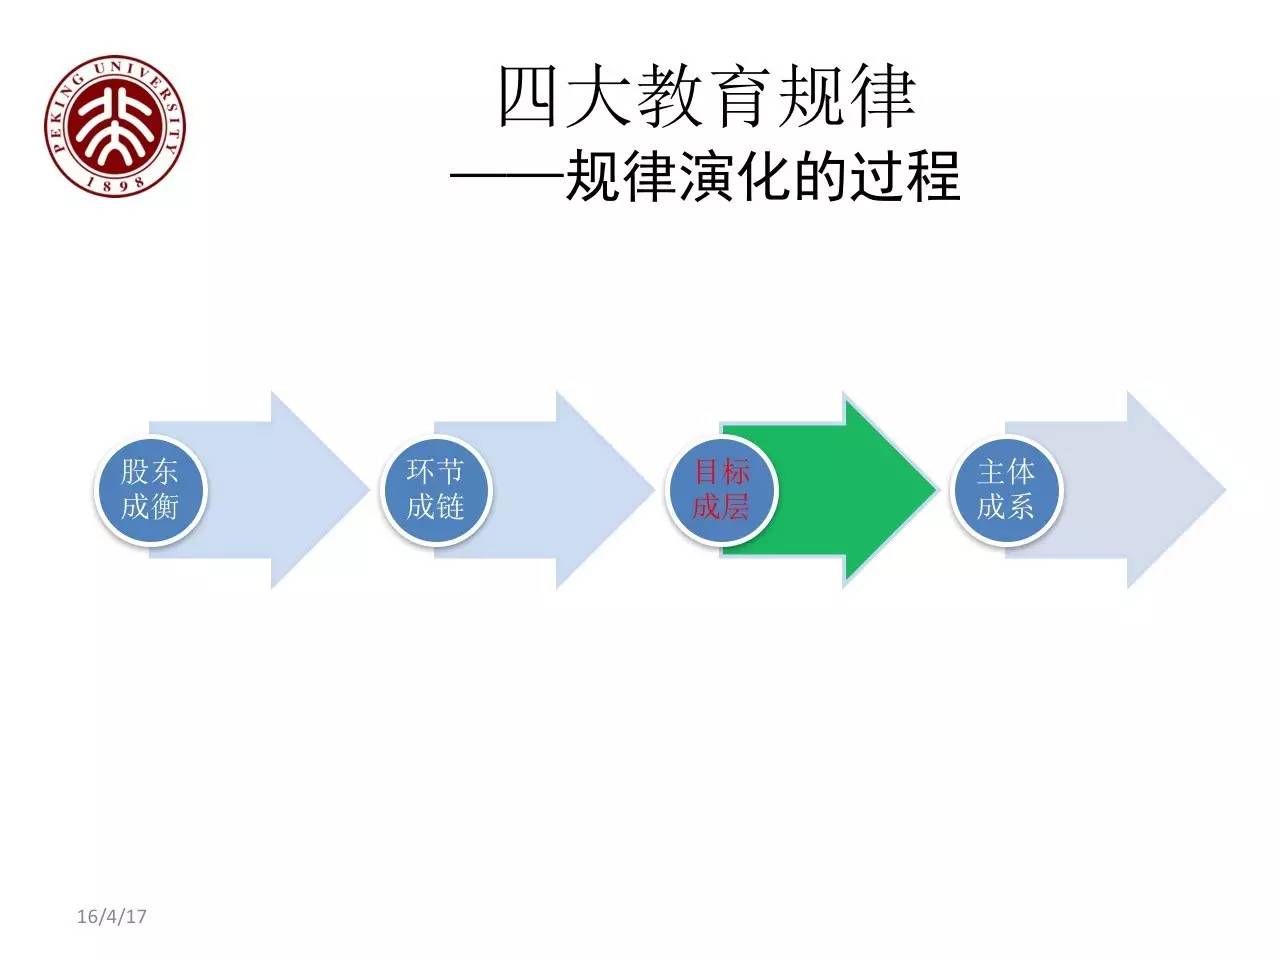 PEKING UNIVERSITY
1898
四大教育规律
——规律演化的过程
股东
成衡
环节
成链
目标
成层
主体
成系
16/4/17